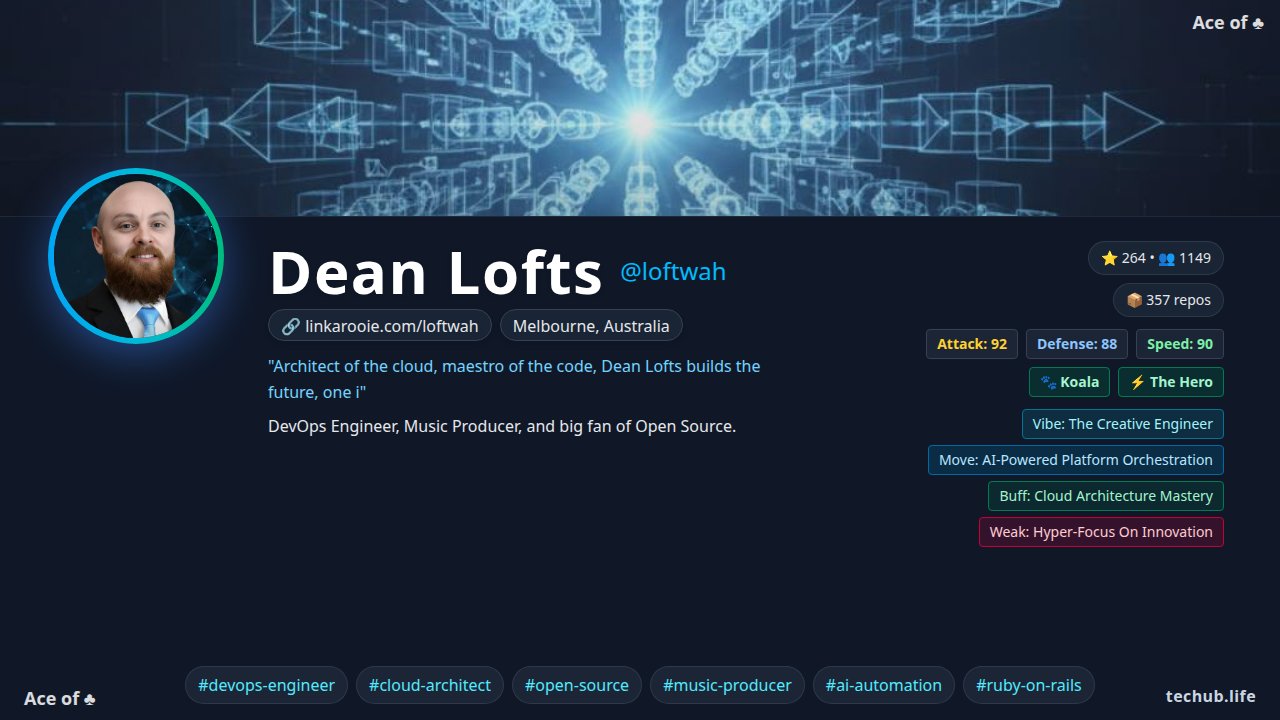 Ace of ♣
Dean Lofts @loftwah
🔗 linkarooie.com/loftwah
Melbourne, Australia
"Architect of the cloud, maestro of the code, Dean Lofts builds the
future, one i"
DevOps Engineer, Music Producer, and big fan of Open Source.
⭐ 264 • 👥 1149
📦 357 repos
Attack: 92
Defense: 88
Speed: 90
🐾 Koala
⚡ The Hero
Vibe: The Creative Engineer
Move: AI-Powered Platform Orchestration
Buff: Cloud Architecture Mastery
Weak: Hyper-Focus On Innovation
#devops-engineer
#cloud-architect
#open-source
#music-producer
#ai-automation
#ruby-on-rails
Ace of ♣
techub.life